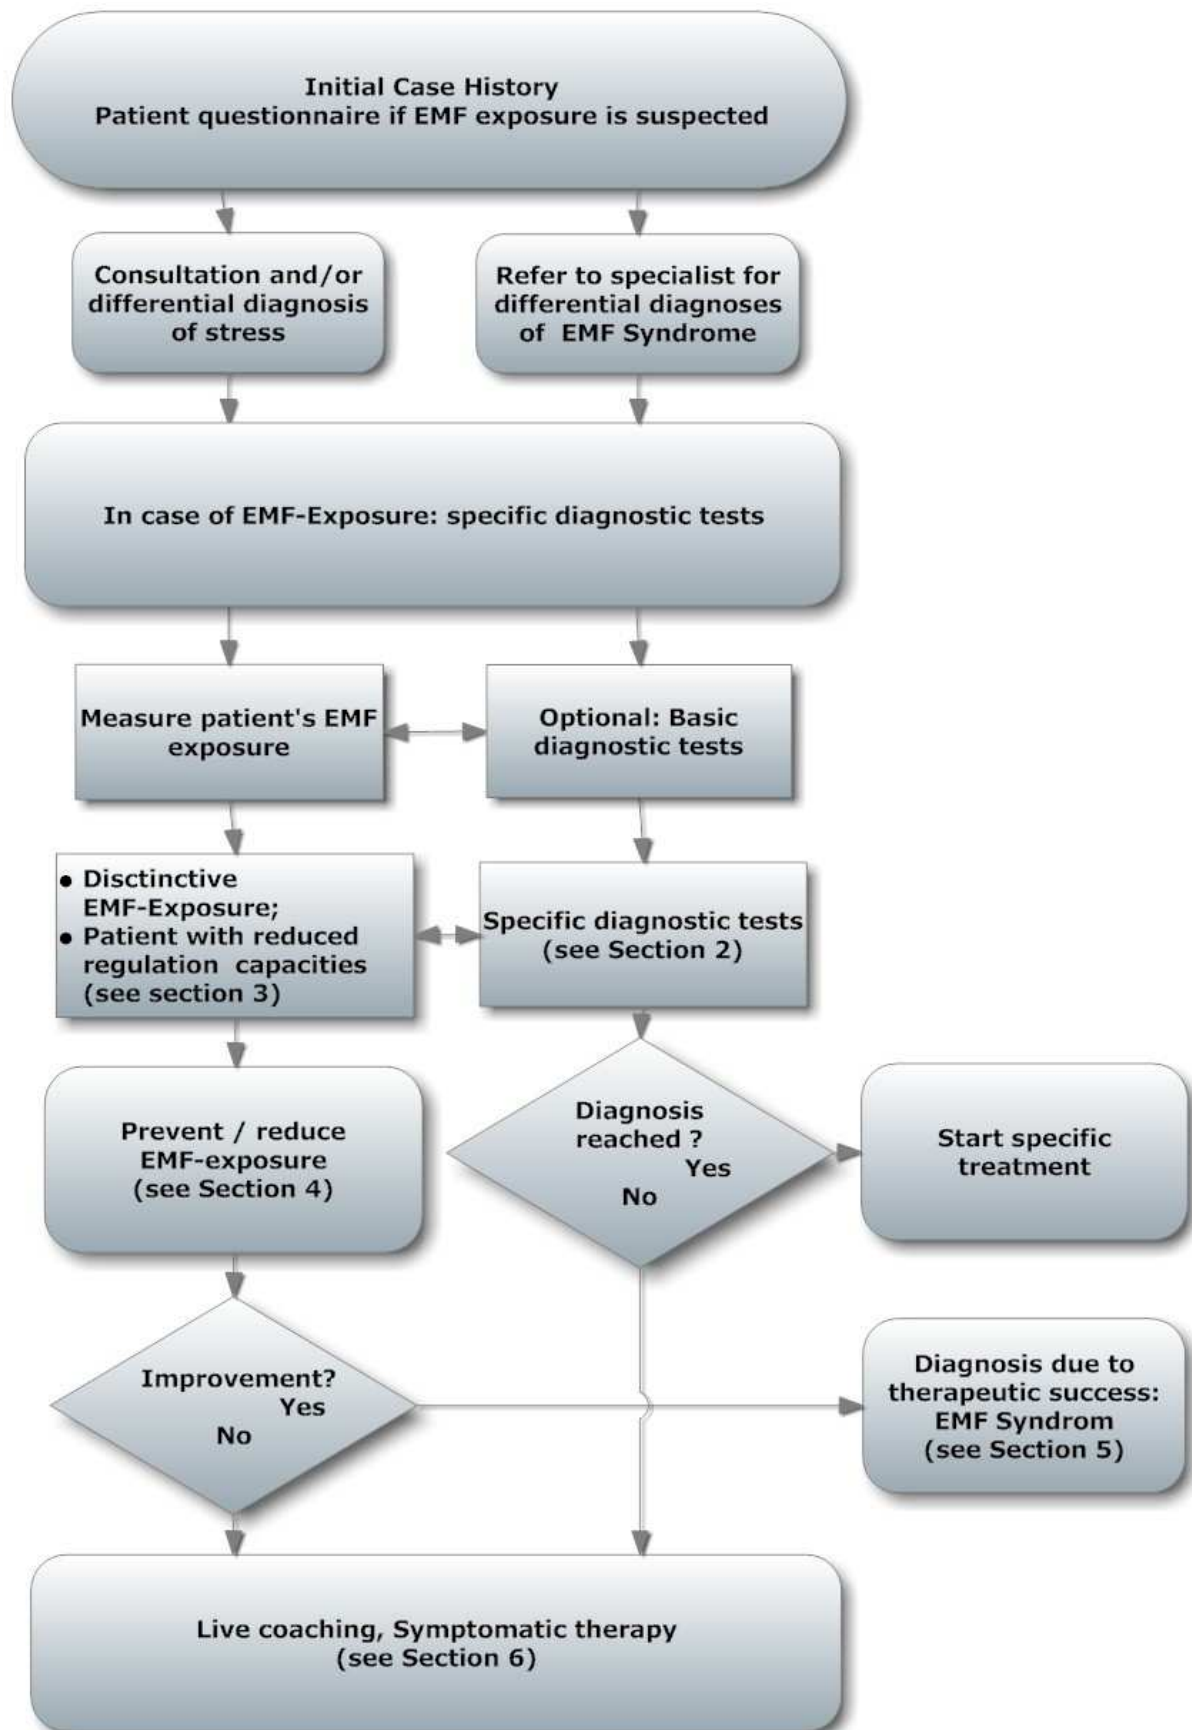 Initial Case History
Patient questionnaire if EMF exposure is suspected
Consultation and/or
differential diagnosis
of stress
Refer to specialist for
differential diagnoses
of EMF Syndrome
In case of EMF-Exposure: specific diagnostic tests
Measure patient's EMF
exposure
Optional: Basic
diagnostic tests
• Disctinctive
EMF-Exposure;
• Patient with reduced
regulation capacities
(see section 3)
Specific diagnostic tests
(see Section 2)
Prevent / reduce
EMF-exposure
(see Section 4)
Diagnosis
reached ?
Yes
No
Start specific
treatment
Improvement?
Yes
No
Diagnosis due to
therapeutic success:
EMF Syndrom
(see Section 5)
Live coaching, Symptomatic therapy
(see Section 6)